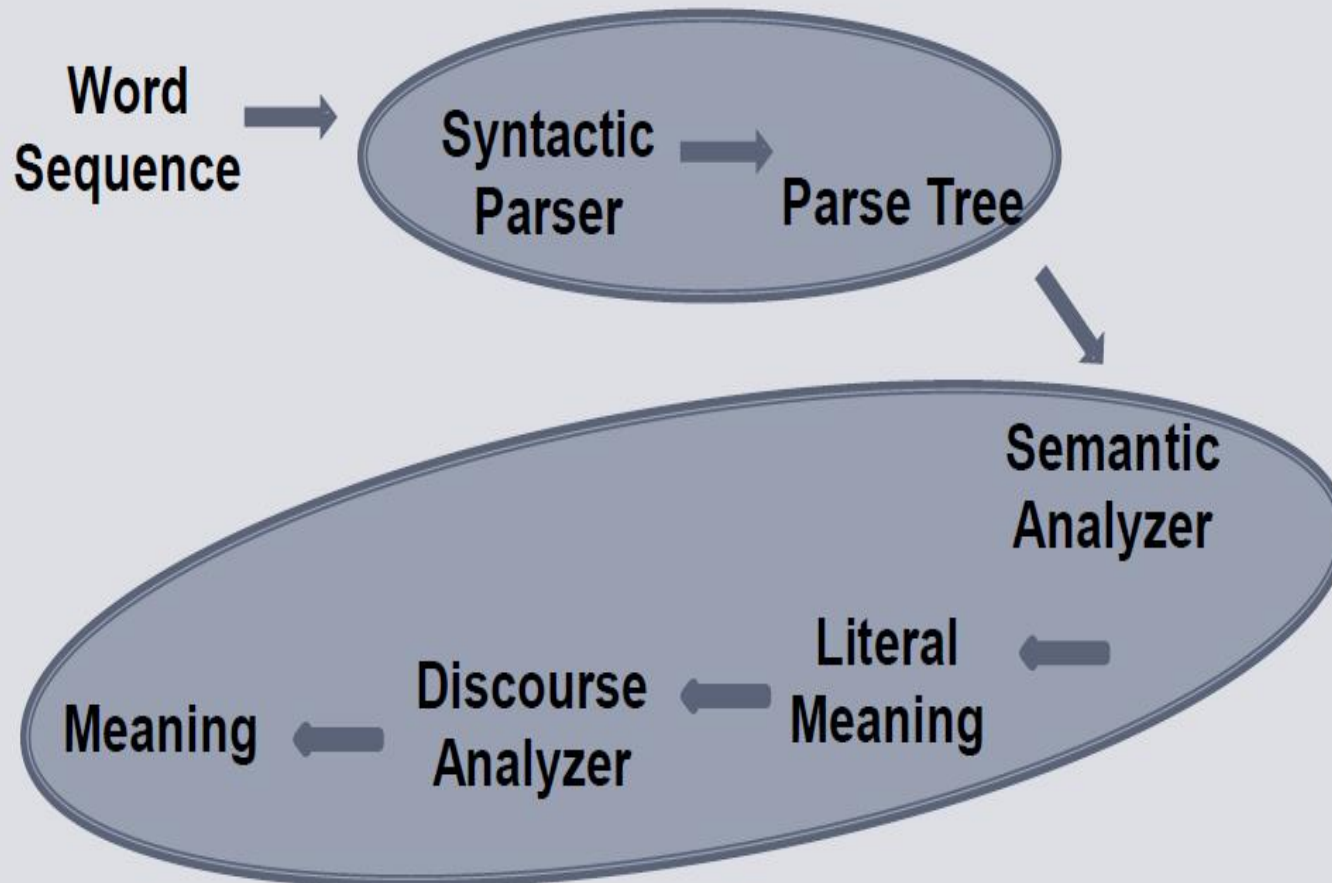 Word
Sequence
Syntactic
Parser
Parse Tree
Semantic
Analyzer
Literal
Meaning
Discourse
Analyzer
Meaning